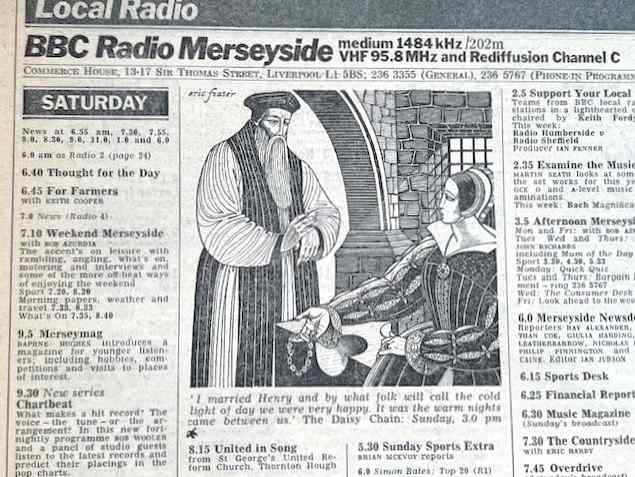 Local Radio
BBC Radio Merseyside medium 1484 kHz/202m
VHF 95.8 MHz and Rediffusion Channel C
COMMERCE HOUSE, 13-17 SIR THOMAS STREET, LIVERPOOL L1 5BS; 236 3355 (GENERAL), 236 5767 (PHONE-IN PROGRAMM
SATURDAY
News at 6.55 am, 7.30, 7.55,
8.0, 8.30, 9.0, 11.0, 1.0 and 6.0
6.0 am as Radio 2 (page 24)
6.40 Thought for the Day
6.45 For Farmers
with KEITH COOPER
7.0 News (Radio 4)
7.10 Weekend Merseyside
with BOB AZURDIA
The accent's on leisure with
rambling, angling, what's on,
motoring and interviews and
some of the more off-beat ways
of enjoying the weekend
Sport 7.20, 8.20
Morning papers, weather and
travel 7.33, 8.33
What's On 7.35, 8.40
9.5 Merseymag
DAPHNE HUGHES introduces a
magazine for younger listen-
ers, including hobbies, com-
petitions and visits to places
of interest.
9.30 New series
Chartbeat
What makes a hit record? The
voice - the tune - or the ar-
rangement? In this new fort-
nightly programme BOB WOOLER
and a panel of studio guests
listen to the latest records and
predict their placings in the
pop charts.
eric fraser
'I married Henry and by what folk will call the cold
light of day we were very happy. It was the warm nights
came between us.' The Daisy Chain: Sunday, 3.0 pm
8.15 United in Song
from St George's United Re-
form Church, Thornton Hough
5.30 Sunday Sports Extra
BRIAN MCEVOY reports
6.0 Simon Bates: Top 20 (R1)
2.5 Support Your Local
Teams from BBC local ra
stations in a lighthearted c
chaired by Keith Fordy
This week:
Radio Humberside v
Radio Sheffield
Producer IAN FENNER
2.35 Examine the Music
MARTIN SEATH looks at som
the set works for this ye
GCE O and A-level music
aminations.
This week: Bach Magnifica
3.5 Afternoon Merseysi
Mon and Fri: with BOB AZ
Tues Wed and Thurs:
JOHN RICHARDS
including Mum of the Day
Sport 3.30, 4.30, 5.33
Monday: Quick Quiz
Tues and Thurs: Bargain
ment - ring 236 5767
Wed: The Consumer Desk
Fri: Look ahead to the week
6.0 Merseyside Newsd
Reporters RAY ALEXANDER,
THAN COE, GIULIA HARDING,
LEATHERBARROW, NICHOLAS
PHILIP PINNINGTON and
CAINE. Editor IAN JUDSON
6.15 Sports Desk
6.25 Financial Report
6.30 Music Magazine
(Sunday's broadcast)
7.30 The Countryside
with ERIC HARDY
7.45 Overdrive